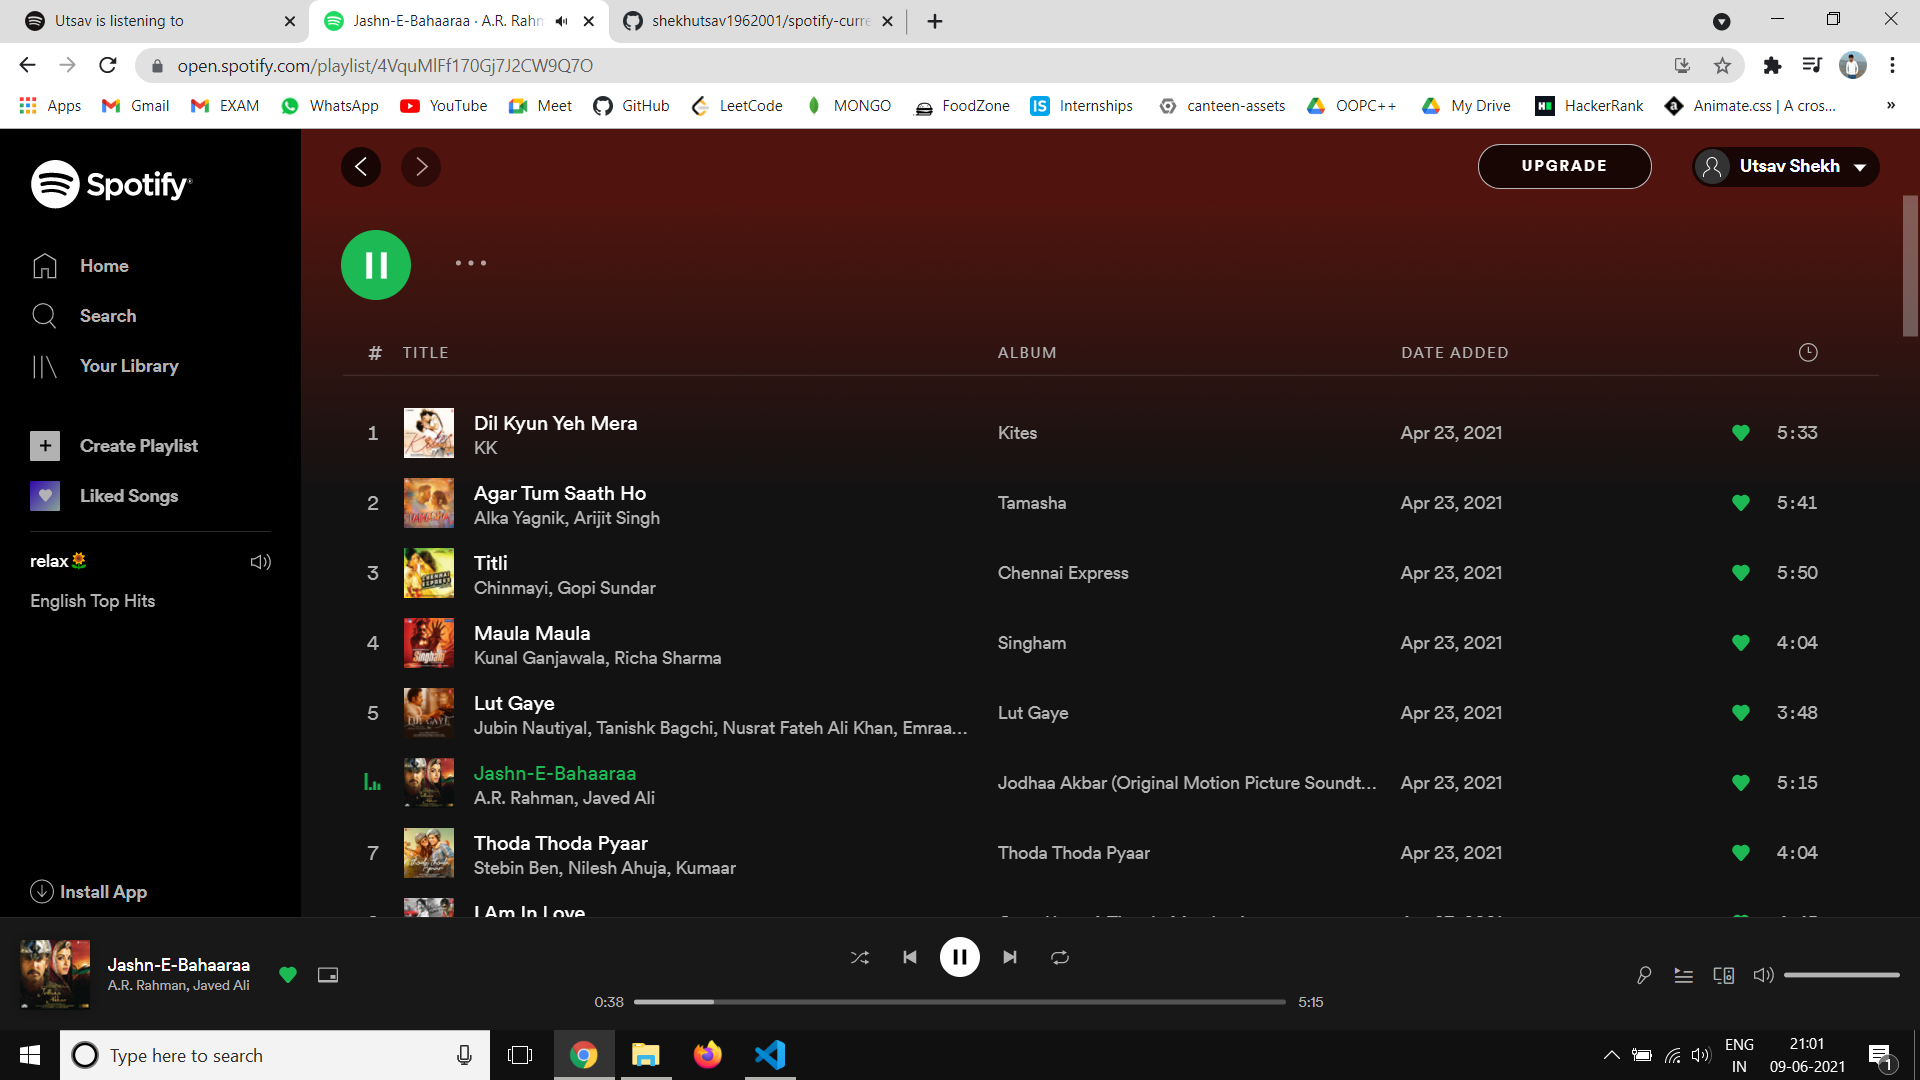 Utsav is listening to
Jashn-E-Bahaaraa · A.R. Rahm
shekhutsav1962001/spotify-curre
open.spotify.com/playlist/4VquMlFf170Gj7J2CW9Q7O
Apps Gmail EXAM WhatsApp YouTube Meet GitHub LeetCode MONGO FoodZone Internships canteen-assets OOPC++ My Drive HackerRank Animate.css | A cros... »
Spotify
UPGRADE
Utsav Shekh
Home
Search
Your Library
Create Playlist
Liked Songs
relax🌻
English Top Hits
Install App
# TITLE ALBUM DATE ADDED
1 Dil Kyun Yeh Mera Kites Apr 23, 2021 5:33
KK
2 Agar Tum Saath Ho Tamasha Apr 23, 2021 5:41
Alka Yagnik, Arijit Singh
3 Titli Chennai Express Apr 23, 2021 5:50
Chinmayi, Gopi Sundar
4 Maula Maula Singham Apr 23, 2021 4:04
Kunal Ganjawala, Richa Sharma
5 Lut Gaye Lut Gaye Apr 23, 2021 3:48
Jubin Nautiyal, Tanishk Bagchi, Nusrat Fateh Ali Khan, Emraa...
Jashn-E-Bahaaraa Jodhaa Akbar (Original Motion Picture Soundt... Apr 23, 2021 5:15
A.R. Rahman, Javed Ali
7 Thoda Thoda Pyaar Thoda Thoda Pyaar Apr 23, 2021 4:04
Stebin Ben, Nilesh Ahuja, Kumaar
I Am In Love
Jashn-E-Bahaaraa
A.R. Rahman, Javed Ali
0:38 5:15
Type here to search
ENG
IN
21:01
09-06-2021
1